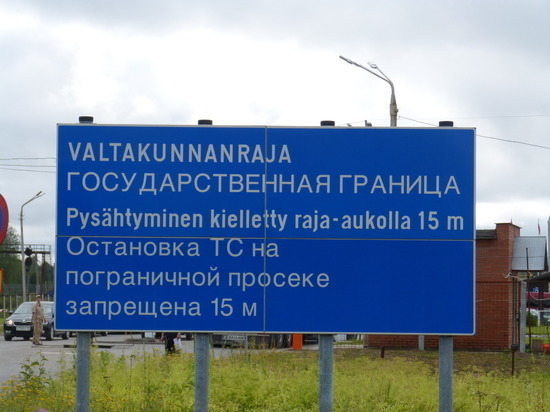 VALTAKUNNANRAJA
ГОСУДАРСТВЕННАЯ ГРАНИЦА
Pysähtyminen kielletty raja-aukolla 15 m
Остановка ТС на
пограничной просеке
запрещена 15 м